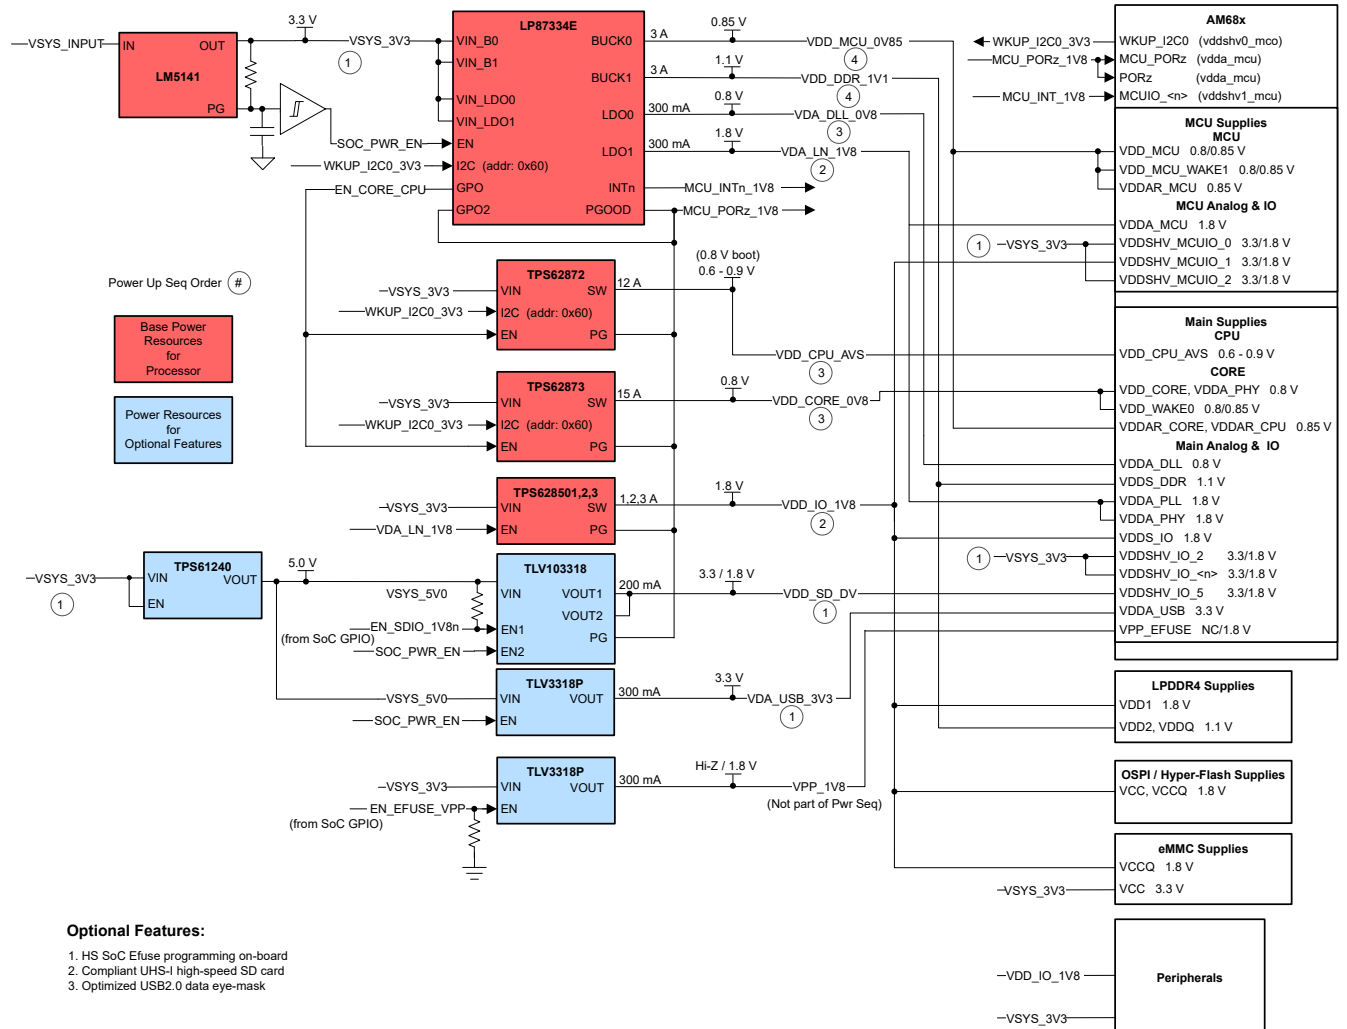 VSYS_INPUT
IN
OUT
LM5141
PG
3.3 V
VSYS_3V3
1
SOC_PWR_EN
WKUP_I2C0_3V3
EN_CORE_CPU
LP87334E
VIN_B0
VIN_B1
VIN_LDO0
VIN_LDO1
EN
I2C (addr: 0x60)
GPO
GPO2
BUCK0
BUCK1
LDO0
LDO1
INTn
PGOOD
3 A
0.85 V
VDD_MCU_0V85
4
3 A
1.1 V
VDD_DDR_1V1
4
300 mA
0.8 V
VDA_DLL_0V8
3
300 mA
1.8 V
VDA_LN_1V8
2
MCU_INTn_1V8
MCU_PORz_1V8
Power Up Seq Order #
Base Power
Resources
for
Processor
Power Resources
for
Optional Features
TPS62872
VSYS_3V3
VIN
SW
12 A
(0.8 V boot)
0.6 - 0.9 V
WKUP_I2C0_3V3
I2C (addr: 0x60)
EN
PG
VDD_CPU_AVS
3
TPS62873
VSYS_3V3
VIN
SW
15 A
0.8 V
VDD_CORE_0V8
3
WKUP_I2C0_3V3
I2C (addr: 0x60)
EN
PG
TPS628501,2,3
VSYS_3V3
VIN
SW
1,2,3 A
1.8 V
VDD_IO_1V8
2
VDA_LN_1V8
EN
PG
VSYS_3V3
1
TPS61240
VIN
VOUT
EN
5.0 V
VSYS_5V0
EN_SDIO_1V8n
(from SoC GPIO)
SOC_PWR_EN
TLV103318
VIN
VOUT1
VOUT2
EN1
PG
EN2
200 mA
3.3 / 1.8 V
VDD_SD_DV
1
TLV3318P
VSYS_5V0
VIN
VOUT
300 mA
3.3 V
VDA_USB_3V3
1
SOC_PWR_EN
EN
TLV3318P
VSYS_3V3
VIN
VOUT
300 mA
Hi-Z / 1.8 V
VPP_1V8
(Not part of Pwr Seq)
EN_EFUSE_VPP
(from SoC GPIO)
EN
AM68x
WKUP_I2C0_3V3
WKUP_I2C0 (vddshv0_mco)
MCU_PORz_1V8
MCU_PORz (vdda_mcu)
PORz (vdda_mcu)
MCU_INT_1V8
MCUIO_<n> (vddshv1_mcu)
MCU Supplies
MCU
VDD_MCU 0.8/0.85 V
VDD_MCU_WAKE1 0.8/0.85 V
VDDAR_MCU 0.85 V
MCU Analog & IO
VDDA_MCU 1.8 V
1
VSYS_3V3
VDDSHV_MCUIO_0 3.3/1.8 V
VDDSHV_MCUIO_1 3.3/1.8 V
VDDSHV_MCUIO_2 3.3/1.8 V
Main Supplies
CPU
VDD_CPU_AVS 0.6 - 0.9 V
CORE
VDD_CORE, VDDA_PHY 0.8 V
VDD_WAKE0 0.8/0.85 V
VDDAR_CORE, VDDAR_CPU 0.85 V
Main Analog & IO
VDDA_DLL 0.8 V
VDDS_DDR 1.1 V
VDDA_PLL 1.8 V
VDDA_PHY 1.8 V
VDDS_IO 1.8 V
1
VSYS_3V3
VDDSHV_IO_2 3.3/1.8 V
VDDSHV_IO_<n> 3.3/1.8 V
VDDSHV_IO_5 3.3/1.8 V
VDDA_USB 3.3 V
VPP_EFUSE NC/1.8 V
LPDDR4 Supplies
VDD1 1.8 V
VDD2, VDDQ 1.1 V
OSPI / Hyper-Flash Supplies
VCC, VCCQ 1.8 V
eMMC Supplies
VCCQ 1.8 V
VSYS_3V3
VCC 3.3 V
VDD_IO_1V8
Peripherals
VSYS_3V3
Optional Features:
1. HS SoC Efuse programming on-board
2. Compliant UHS-I high-speed SD card
3. Optimized USB2.0 data eye-mask